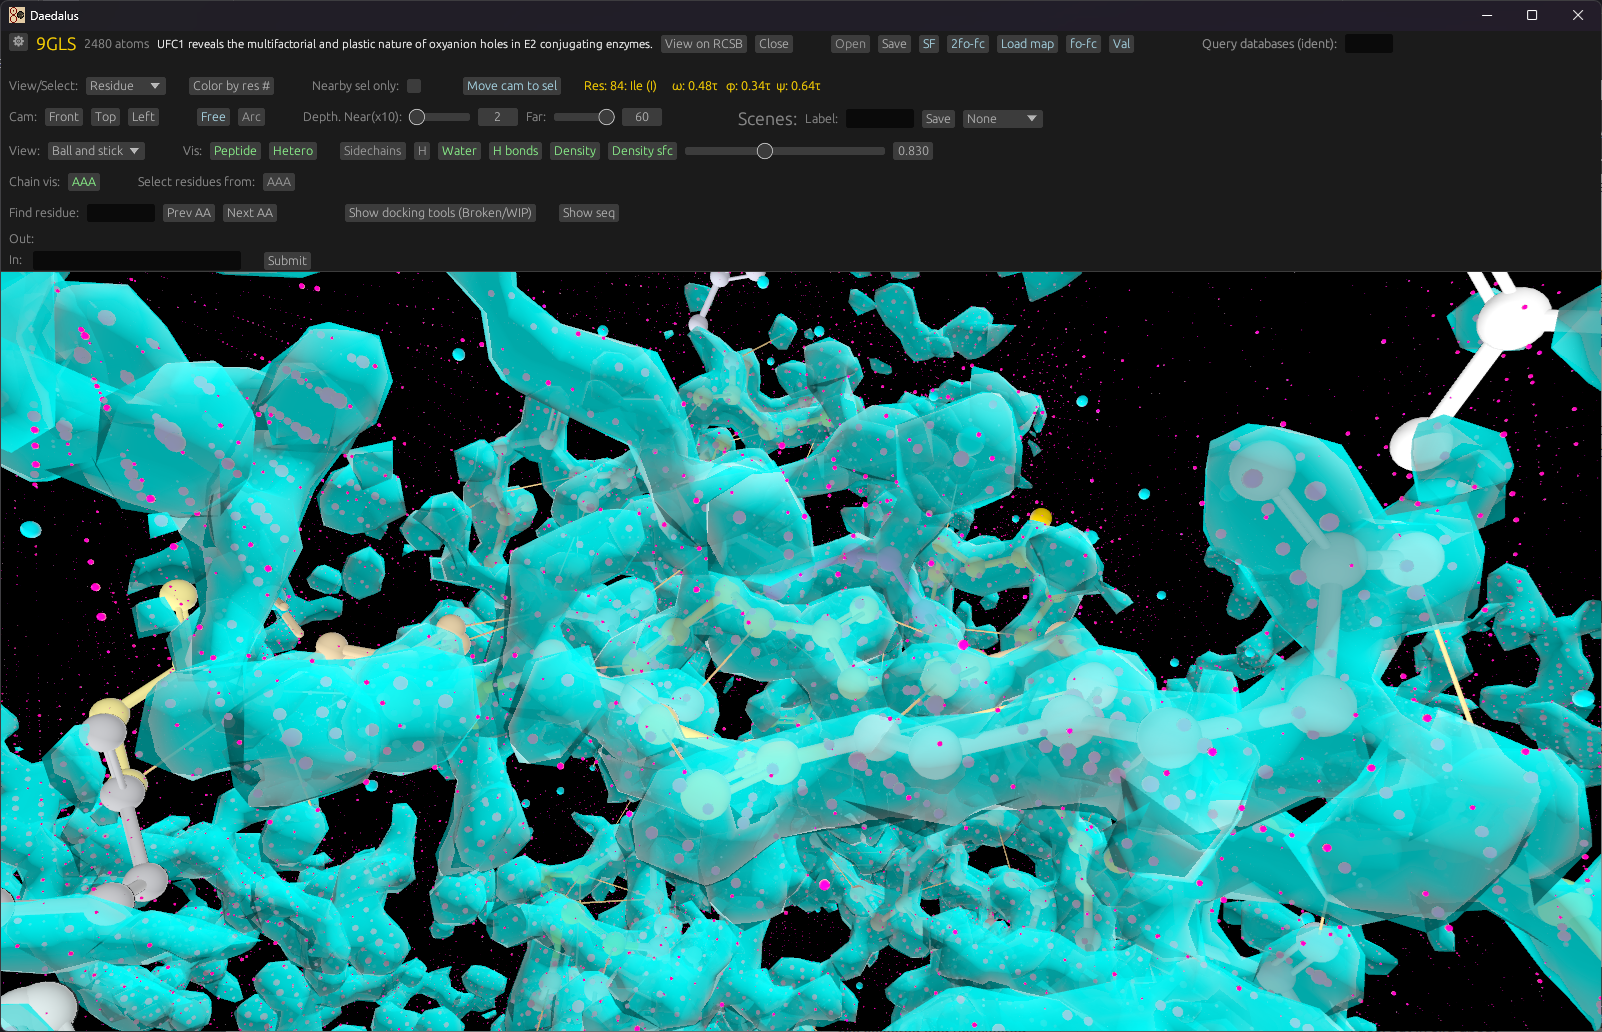 Daedalus
9GLS 2480 atoms UFC1 reveals the multifactorial and plastic nature of oxyanion holes in E2 conjugating enzymes. View on RCSB Close Open Save SF 2fo-fc Load map fo-fc Val Query databases (ident):
View/Select: Residue Color by res # Nearby sel only: Move cam to sel Res: 84: Ile (I) ω: 0.48τ φ: 0.34τ ψ: 0.64τ
Cam: Front Top Left Free Arc Depth. Near(x10): 2 Far: 60 Scenes: Label: Save None
View: Ball and stick Vis: Peptide Hetero Sidechains H Water H bonds Density Density sfc 0.830
Chain vis: AAA Select residues from: AAA
Find residue: Prev AA Next AA Show docking tools (Broken/WIP) Show seq
Out:
In: Submit